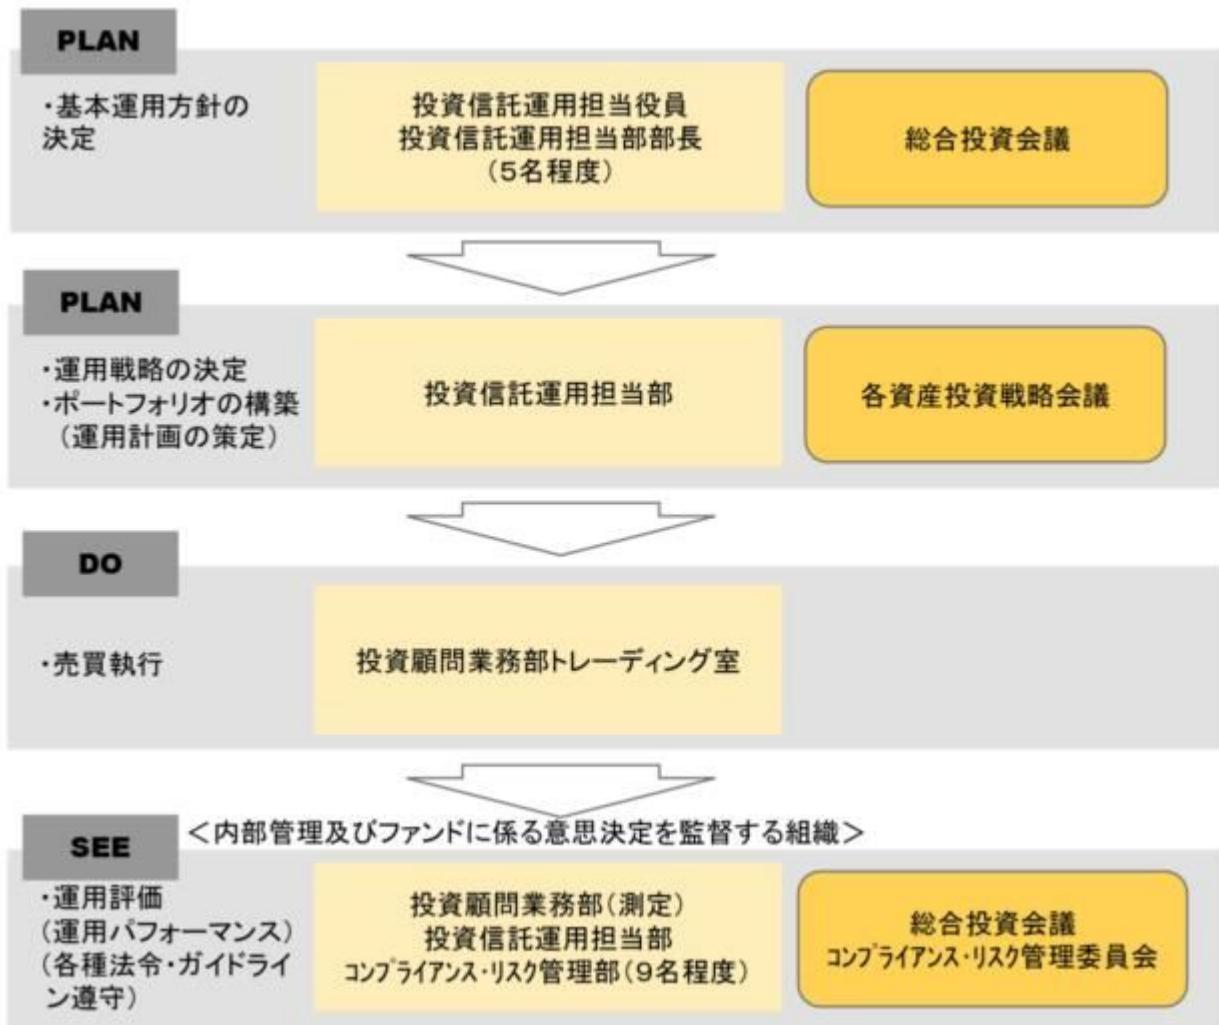 PLAN
・基本運用方針の
決定
投資信託運用担当役員
投資信託運用担当部部長
(5名程度)
総合投資会議
PLAN
・運用戦略の決定
・ポートフォリオの構築
(運用計画の策定)
投資信託運用担当部
各資産投資戦略会議
DO
・売買執行
投資顧問業務部トレーディング室
<内部管理及びファンドに係る意思決定を監督する組織>
SEE
・運用評価
(運用パフォーマンス)
(各種法令・ガイドライ
ン遵守)
投資顧問業務部(測定)
投資信託運用担当部
コンプライアンス・リスク管理部(9名程度)
総合投資会議
コンプライアンス・リスク管理委員会